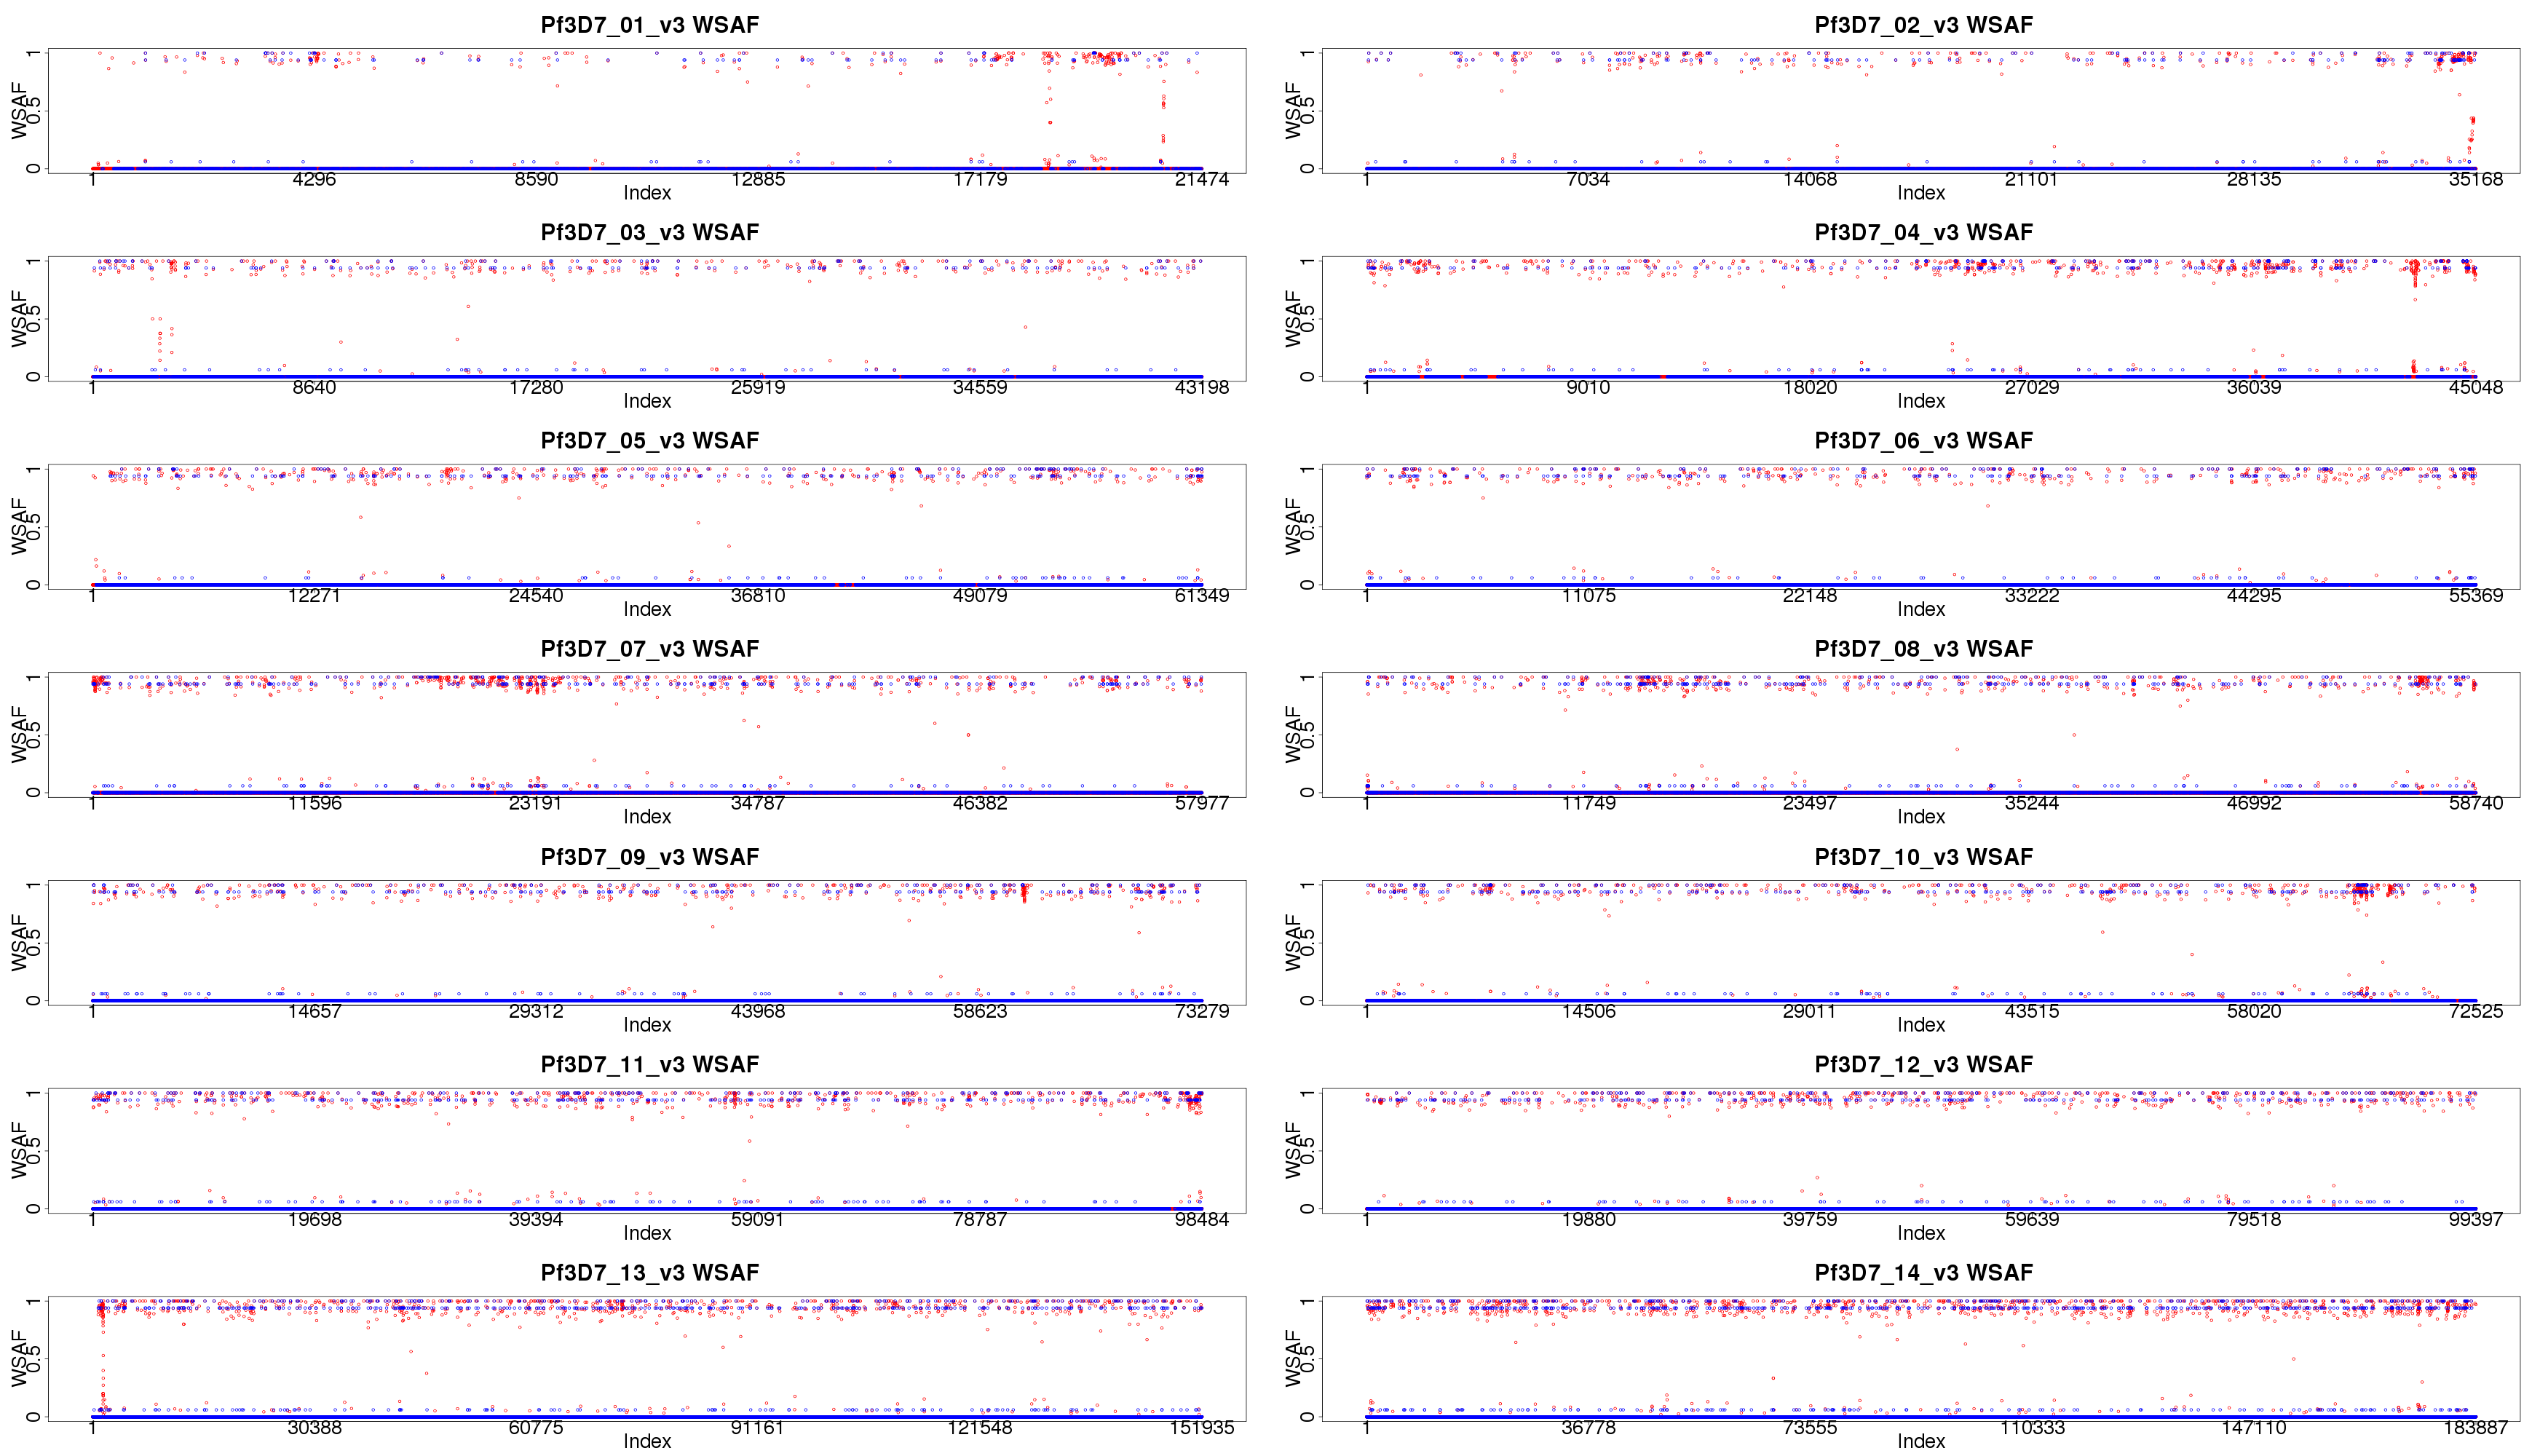 Pf3D7_01_v3 WSAF
WSAF
0 0.5 1
1 4296 8590 12885 17179 21474
Index
Pf3D7_02_v3 WSAF
WSAF
0 0.5 1
1 7034 14068 21101 28135 35168
Index
Pf3D7_03_v3 WSAF
WSAF
0 0.5 1
1 8640 17280 25919 34559 43198
Index
Pf3D7_04_v3 WSAF
WSAF
0 0.5 1
1 9010 18020 27029 36039 45048
Index
Pf3D7_05_v3 WSAF
WSAF
0 0.5 1
1 12271 24540 36810 49079 61349
Index
Pf3D7_06_v3 WSAF
WSAF
0 0.5 1
1 11075 22148 33222 44295 55369
Index
Pf3D7_07_v3 WSAF
WSAF
0 0.5 1
1 11596 23191 34787 46382 57977
Index
Pf3D7_08_v3 WSAF
WSAF
0 0.5 1
1 11749 23497 35244 46992 58740
Index
Pf3D7_09_v3 WSAF
WSAF
0 0.5 1
1 14657 29312 43968 58623 73279
Index
Pf3D7_10_v3 WSAF
WSAF
0 0.5 1
1 14506 29011 43515 58020 72525
Index
Pf3D7_11_v3 WSAF
WSAF
0 0.5 1
1 19698 39394 59091 78787 98484
Index
Pf3D7_12_v3 WSAF
WSAF
0 0.5 1
1 19880 39759 59639 79518 99397
Index
Pf3D7_13_v3 WSAF
WSAF
0 0.5 1
1 30388 60775 91161 121548 151935
Index
Pf3D7_14_v3 WSAF
WSAF
0 0.5 1
1 36778 73555 110333 147110 183887
Index